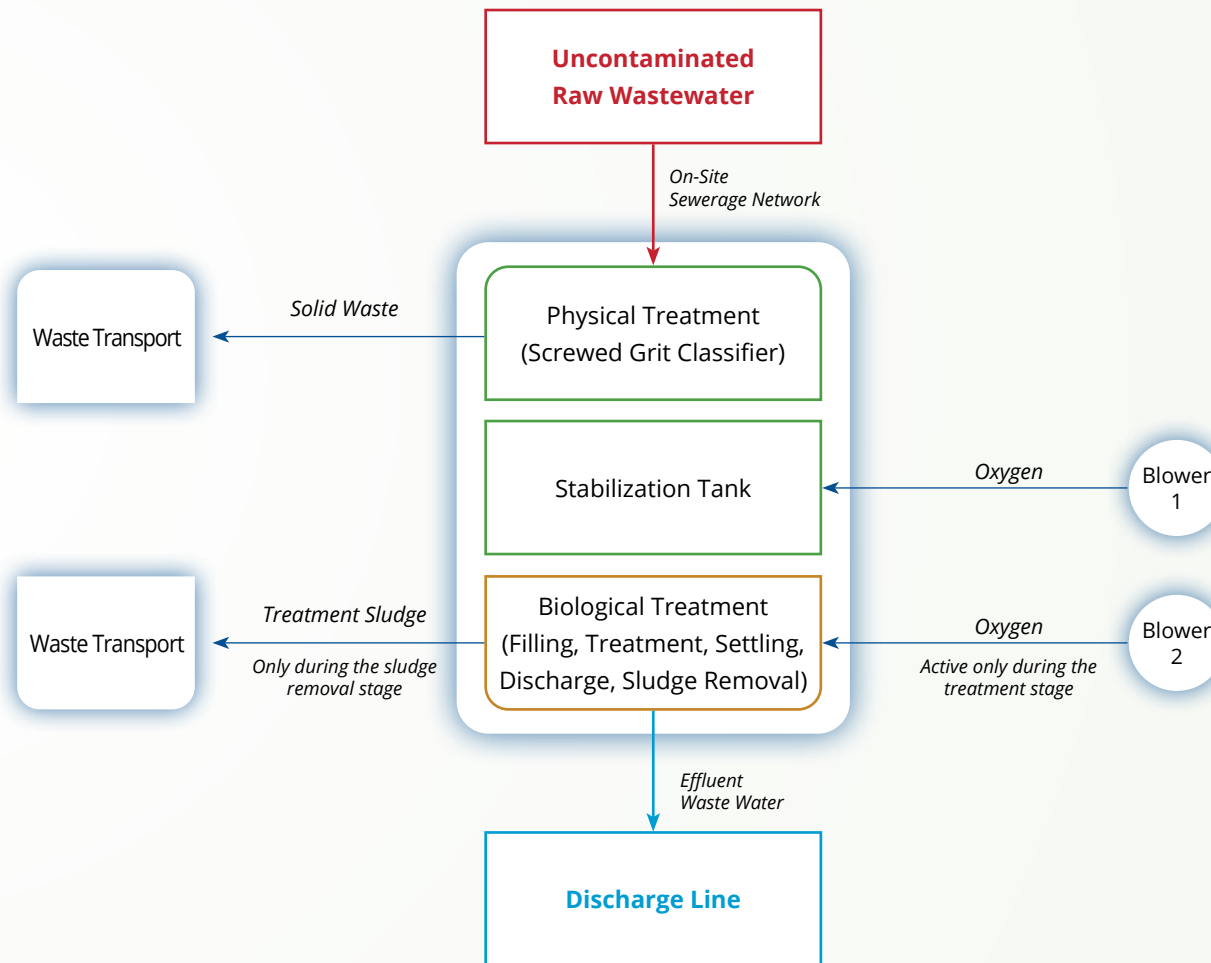 Uncontaminated
Raw Wastewater
On-Site
Sewerage Network
Waste Transport
Solid Waste
Physical Treatment
(Screwed Grit Classifier)
Stabilization Tank
Oxygen
Blower
1
Waste Transport
Treatment Sludge
Only during the sludge
removal stage
Biological Treatment
(Filling, Treatment, Settling,
Discharge, Sludge Removal)
Oxygen
Active only during the
treatment stage
Blower
2
Effluent
Waste Water
Discharge Line